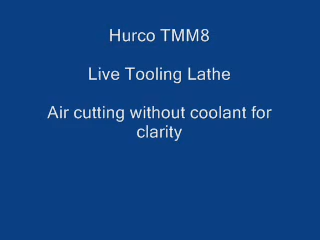 Hurco TMM8
Live Tooling Lathe
Air cutting without coolant for
clarity